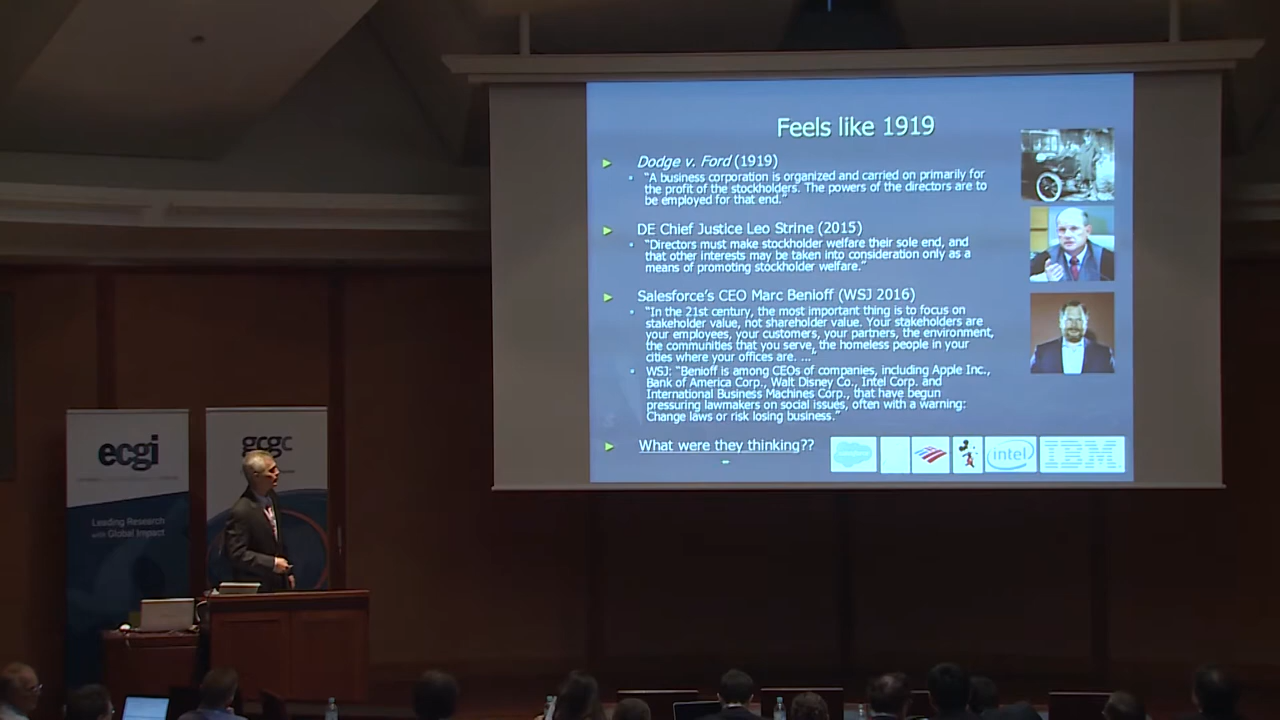 Feels like 1919
Dodge v. Ford (1919)
“A business corporation is organized and carried on primarily for
the profit of the stockholders. The powers of the directors are to
be employed for that end.”
DE Chief Justice Leo Strine (2015)
“Directors must make stockholder welfare their sole end, and
that other interests may be taken into consideration only as a
means of promoting stockholder welfare.”
Salesforce’s CEO Marc Benioff (WSJ 2016)
“In the 21st century, the most important thing is to focus on
stakeholder value, not shareholder value. Your stakeholders are
your employees, your customers, your partners, the environment,
the communities that you serve, the homeless people in your
cities where your offices are. ...”
WSJ: “Benioff is among CEOs of companies, including Apple Inc.,
Bank of America Corp., Walt Disney Co., Intel Corp. and
International Business Machines Corp., that have begun
pressuring lawmakers on social issues, often with a warning:
Change laws or risk losing business.”
What were they thinking??
intel
IBM
ecgi
Leading Research
with Global Impact
gcgc